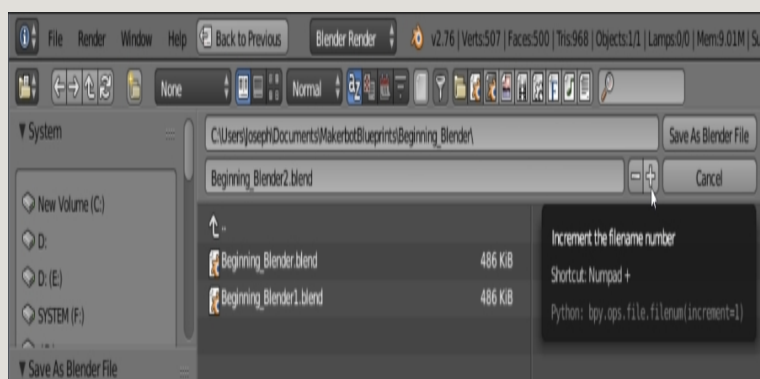 File Render Window Help Back to Previous Blender Render v2.76 | Verts:507 | Faces:500 | Tris:968 | Objects:1/1 | Lamps:0/0 | Mem:9.01M |
None Normal
System
C:\Users\Joseph\Documents\MakerbotBlueprints\Beginning_Blender\ Save As Blender File
Beginning_Blender2.blend Cancel
New Volume (C:)
D:
D: (E:)
SYSTEM (F:)
..
Beginning_Blender.blend 486 KiB
Beginning_Blender1.blend 486 KiB
Increment the filename number
Shortcut: Numpad +
Python: bpy.ops.file.filenum(increment=1)
Save As Blender File